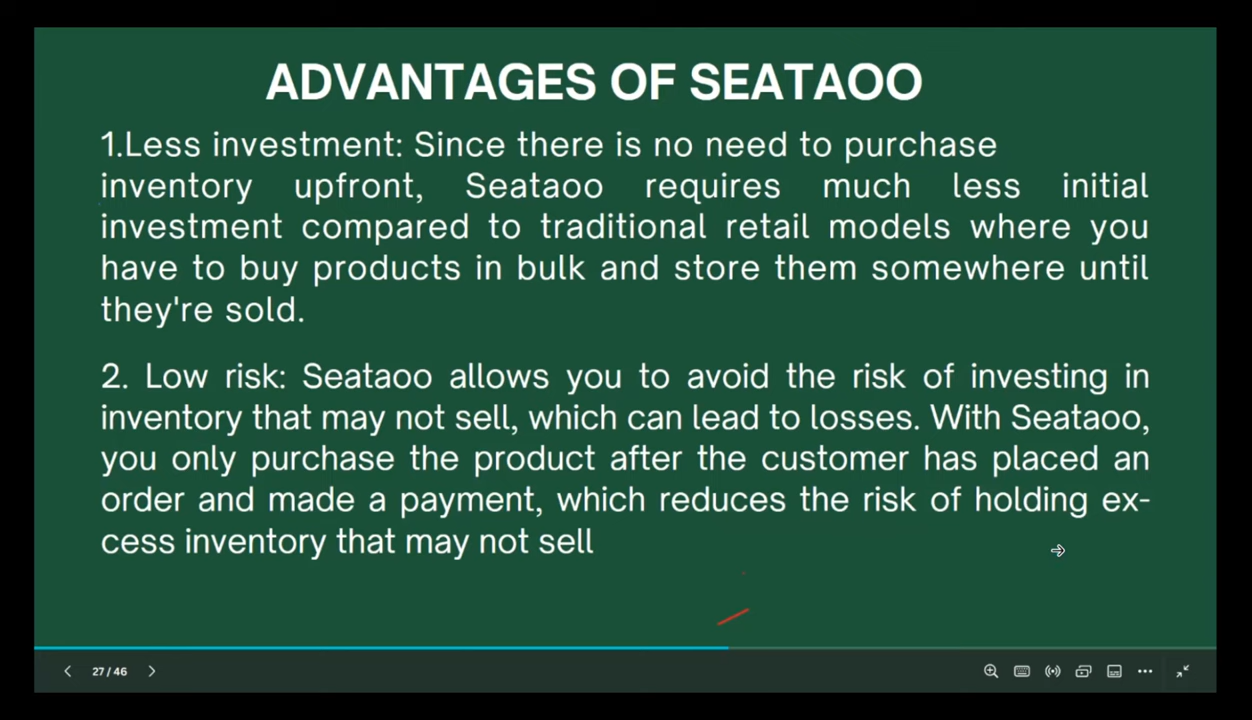 ADVANTAGES OF SEATAOO
1.Less investment: Since there is no need to purchase
inventory upfront, Seataoo requires much less initial
investment compared to traditional retail models where you
have to buy products in bulk and store them somewhere until
they're sold.
2. Low risk: Seataoo allows you to avoid the risk of investing in
inventory that may not sell, which can lead to losses. With Seataoo,
you only purchase the product after the customer has placed an
order and made a payment, which reduces the risk of holding ex-
cess inventory that may not sell
27 / 46